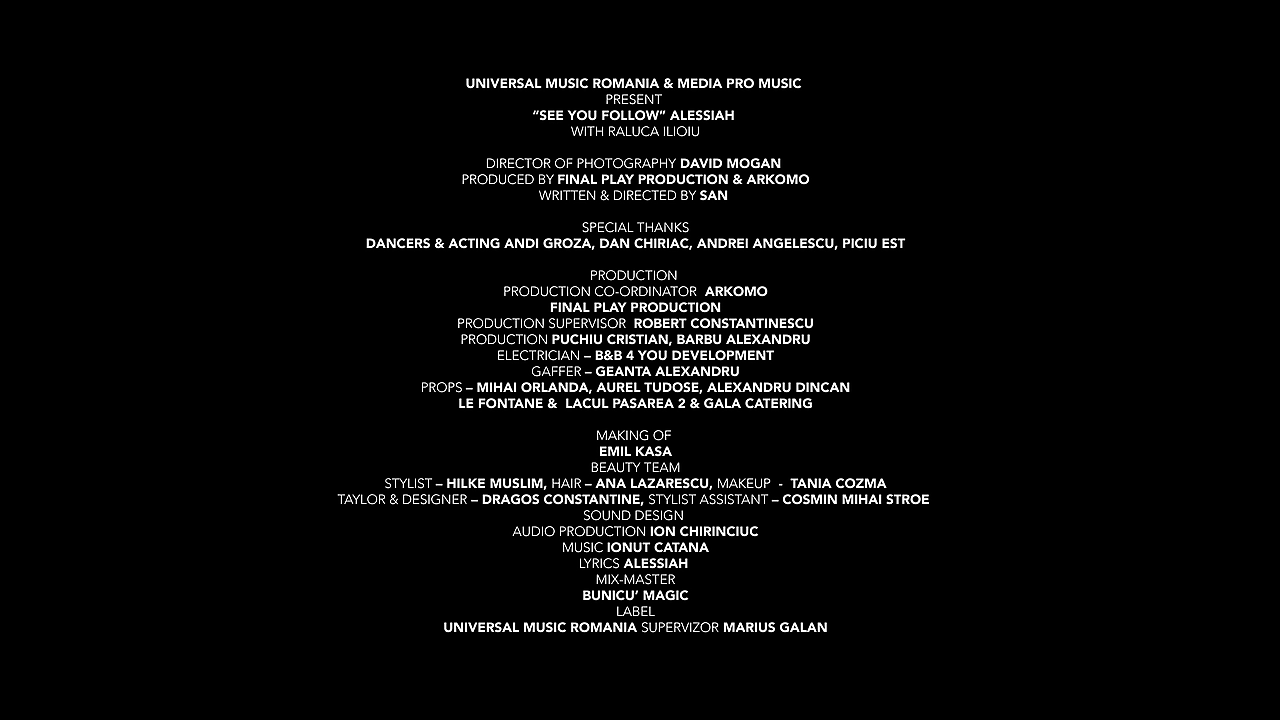 UNIVERSAL MUSIC ROMANIA & MEDIA PRO MUSIC
PRESENT
“SEE YOU FOLLOW” ALESSIAH
WITH RALUCA ILIOIU
DIRECTOR OF PHOTOGRAPHY DAVID MOGAN
PRODUCED BY FINAL PLAY PRODUCTION & ARKOMO
WRITTEN & DIRECTED BY SAN
SPECIAL THANKS
DANCERS & ACTING ANDI GROZA, DAN CHIRIAC, ANDREI ANGELESCU, PICIU EST
PRODUCTION
PRODUCTION CO-ORDINATOR  ARKOMO
FINAL PLAY PRODUCTION
PRODUCTION SUPERVISOR  ROBERT CONSTANTINESCU
PRODUCTION PUCHIU CRISTIAN, BARBU ALEXANDRU
ELECTRICIAN – B&B 4 YOU DEVELOPMENT
GAFFER – GEANTA ALEXANDRU
PROPS – MIHAI ORLANDA, AUREL TUDOSE, ALEXANDRU DINCAN
LE FONTANE &  LACUL PASAREA 2 & GALA CATERING
MAKING OF
EMIL KASA
BEAUTY TEAM
STYLIST – HILKE MUSLIM, HAIR – ANA LAZARESCU, MAKEUP  -  TANIA COZMA
TAYLOR & DESIGNER – DRAGOS CONSTANTINE, STYLIST ASSISTANT – COSMIN MIHAI STROE
SOUND DESIGN
AUDIO PRODUCTION ION CHIRINCIUC
MUSIC IONUT CATANA
LYRICS ALESSIAH
MIX-MASTER
BUNICU’ MAGIC
LABEL
UNIVERSAL MUSIC ROMANIA SUPERVIZOR MARIUS GALAN